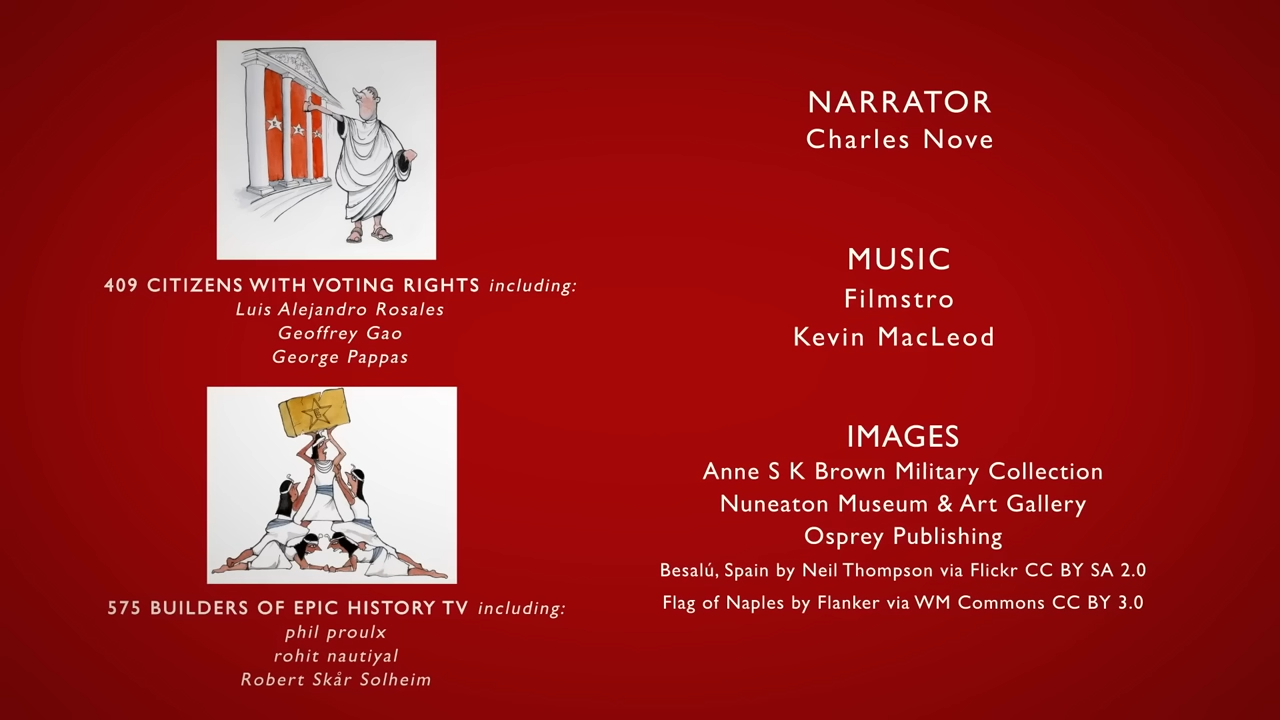 409 CITIZENS WITH VOTING RIGHTS including:
Luis Alejandro Rosales
Geoffrey Gao
George Pappas
575 BUILDERS OF EPIC HISTORY TV including:
phil proulx
rohit nautiyal
Robert Skår Solheim
NARRATOR
Charles Nove
MUSIC
Filmstro
Kevin MacLeod
IMAGES
Anne S K Brown Military Collection
Nuneaton Museum & Art Gallery
Osprey Publishing
Besalú, Spain by Neil Thompson via Flickr CC BY SA 2.0
Flag of Naples by Flanker via WM Commons CC BY 3.0